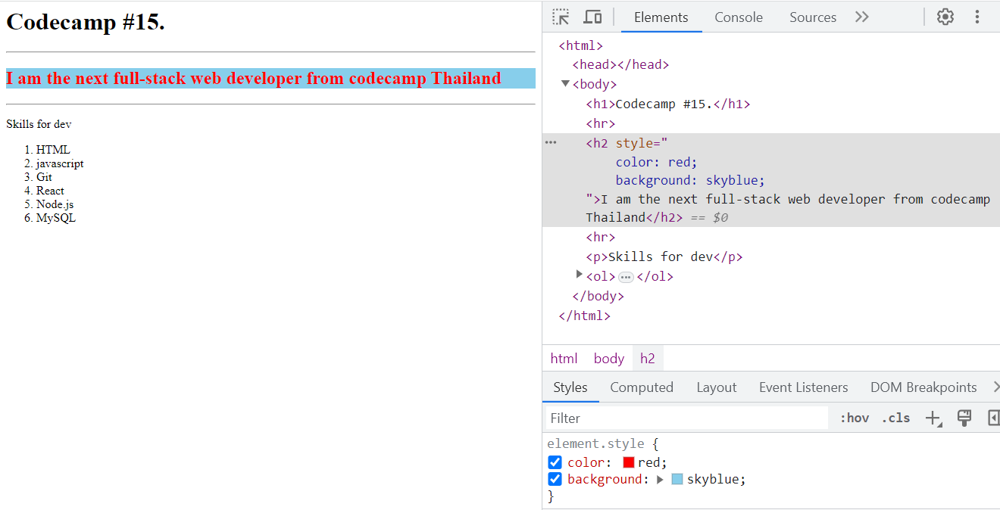 Codecamp #15.
I am the next full-stack web developer from codecamp Thailand
Skills for dev
1. HTML
2. javascript
3. Git
4. React
5. Node.js
6. MySQL
Elements Console Sources
<html>
<head></head>
<body>
<h1>Codecamp #15.</h1>
<hr>
<h2 style="
color: red;
background: skyblue;
">I am the next full-stack web developer from codecamp
Thailand</h2> == $0
<hr>
<p>Skills for dev</p>
<ol>…</ol>
</body>
</html>
html body h2
Styles Computed Layout Event Listeners DOM Breakpoints
Filter :hov .cls
element.style {
color: red;
background: skyblue;
}